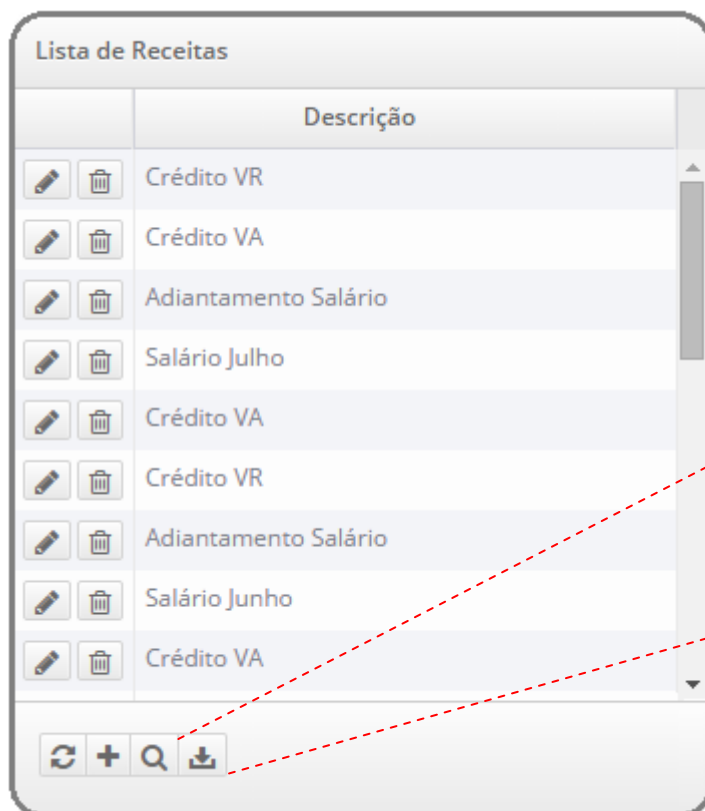 Lista de Receitas
Descrição
Crédito VR
Crédito VA
Adiantamento Salário
Salário Julho
Crédito VA
Crédito VR
Adiantamento Salário
Salário Junho
Crédito VA